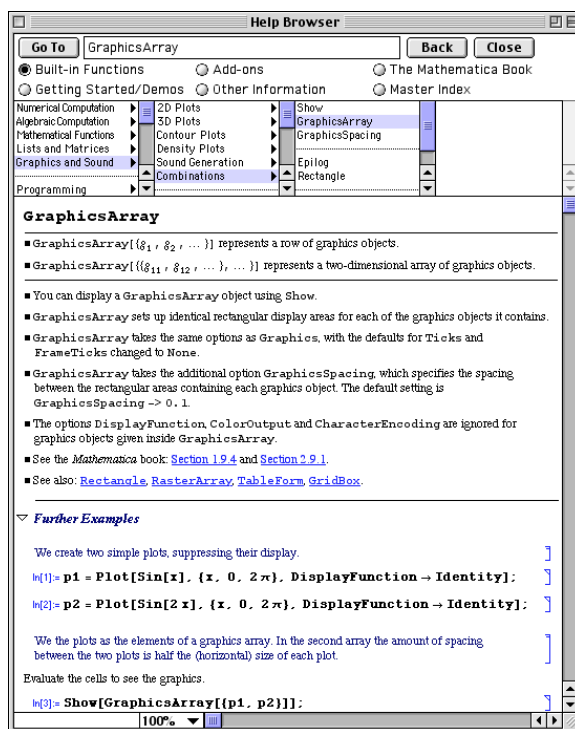 Help Browser
Go To GraphicsArray Back Close
Built-in Functions Add-ons The Mathematica Book
Getting Started/Demos Other Information Master Index
Numerical Computation 2D Plots Show
Algebraic Computation 3D Plots GraphicsArray
Mathematical Functions Contour Plots GraphicsSpacing
Lists and Matrices Density Plots
Graphics and Sound Sound Generation Epilog
Combinations Rectangle
Programming
GraphicsArray
■ GraphicsArray[{g1, g2, ... }] represents a row of graphics objects.
■ GraphicsArray[{{g11, g12, ... }, ... }] represents a two-dimensional array of graphics objects.
■ You can display a GraphicsArray object using Show.
■ GraphicsArray sets up identical rectangular display areas for each of the graphics objects it contains.
■ GraphicsArray takes the same options as Graphics, with the defaults for Ticks and
FrameTicks changed to None.
■ GraphicsArray takes the additional option GraphicsSpacing, which specifies the spacing
between the rectangular areas containing each graphics object. The default setting is
GraphicsSpacing -> 0.1.
■ The options DisplayFunction, ColorOutput and CharacterEncoding are ignored for
graphics objects given inside GraphicsArray.
■ See the Mathematica book: Section 1.9.4 and Section 2.9.1.
■ See also: Rectangle, RasterArray, TableForm, GridBox.
Further Examples
We create two simple plots, suppressing their display.
In[1]:= p1 = Plot[Sin[x], {x, 0, 2π}, DisplayFunction → Identity];
In[2]:= p2 = Plot[Sin[2 x], {x, 0, 2π}, DisplayFunction → Identity];
We the plots as the elements of a graphics array. In the second array the amount of spacing
between the two plots is half the (horizontal) size of each plot.
Evaluate the cells to see the graphics.
In[3]:= Show[GraphicsArray[{p1, p2}]];
100%